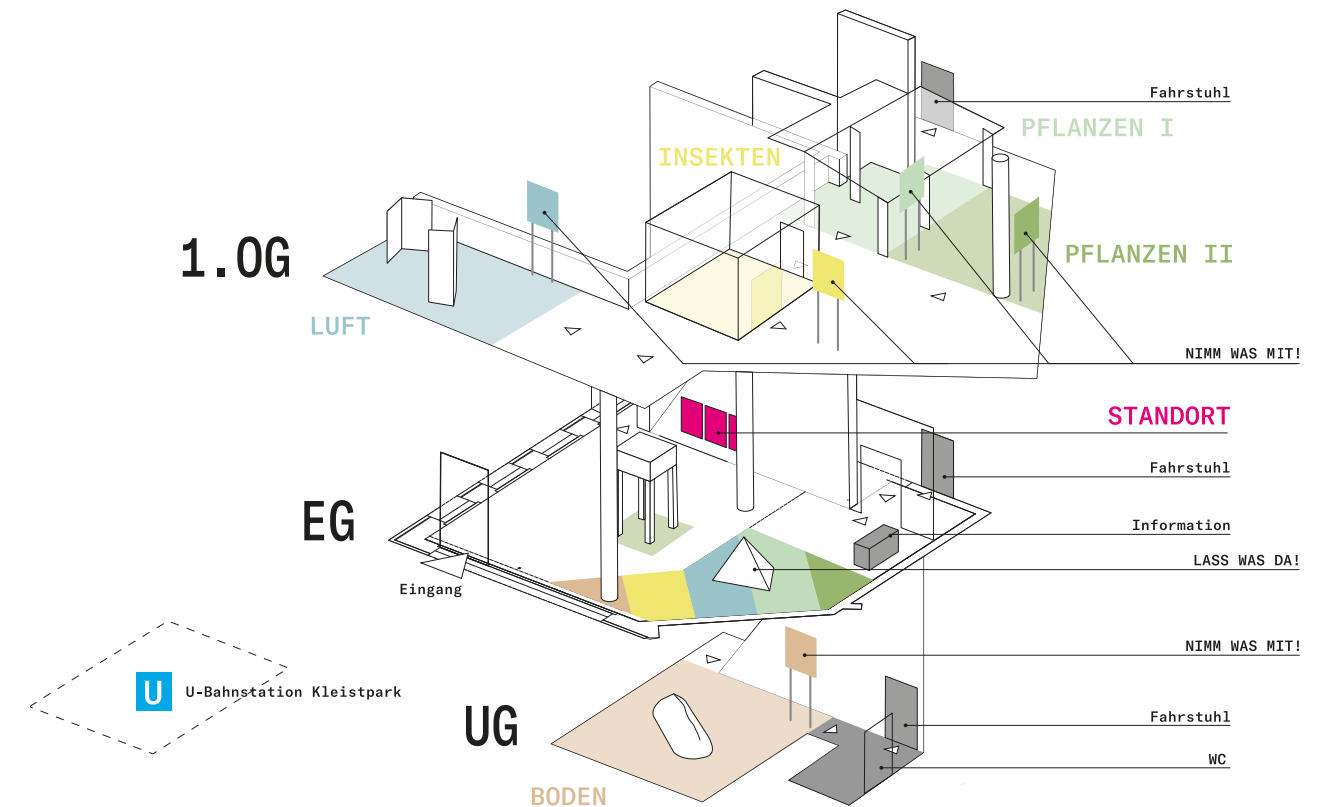 Fahrstuhl
PFLANZEN I
INSEKTEN
1.OG
PFLANZEN II
LUFT
NIMM WAS MIT!
STANDORT
Fahrstuhl
EG
Information
LASS WAS DA!
Eingang
NIMM WAS MIT!
U U-Bahnstation Kleistpark
UG
Fahrstuhl
WC
BODEN